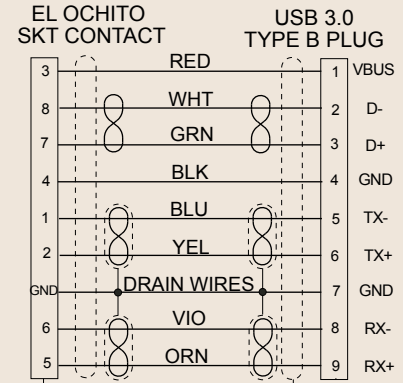 EL OCHITO
SKT CONTACT
USB 3.0
TYPE B PLUG
3 RED 1 VBUS
8 WHT 2 D-
7 GRN 3 D+
4 BLK 4 GND
1 BLU 5 TX-
2 YEL 6 TX+
GND DRAIN WIRES 7 GND
6 VIO 8 RX-
5 ORN 9 RX+